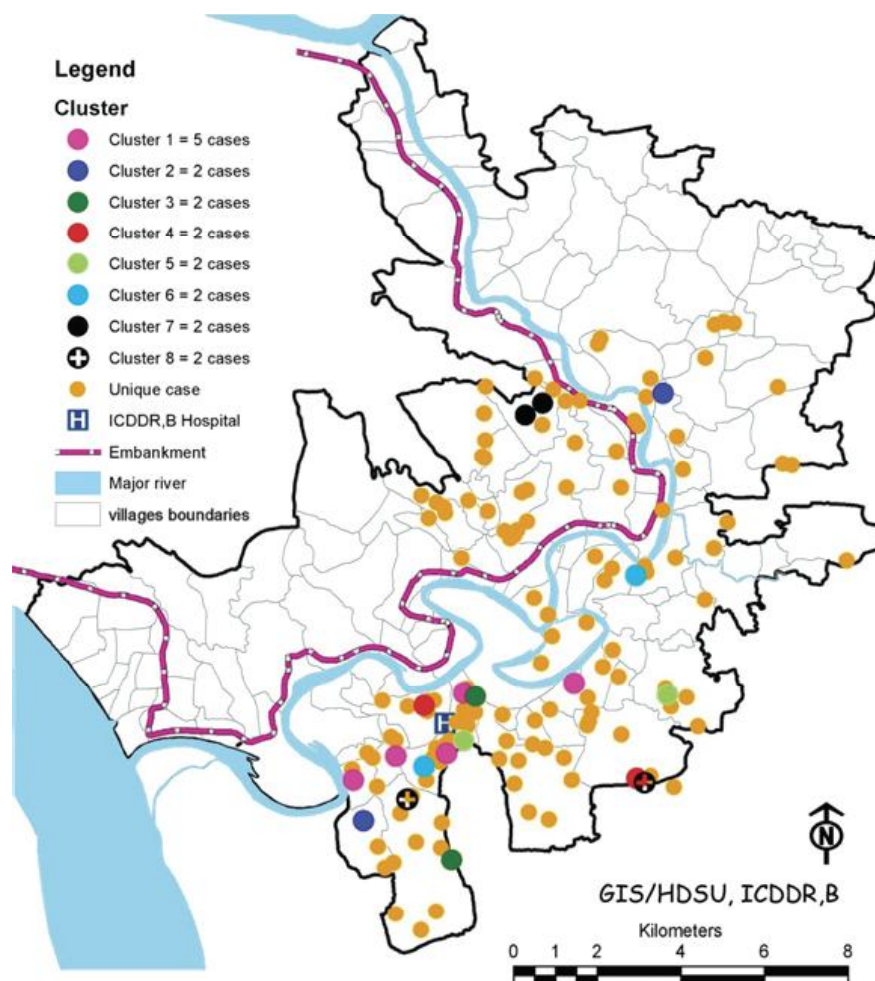 Legend
Cluster
Cluster 1 = 5 cases
Cluster 2 = 2 cases
Cluster 3 = 2 cases
Cluster 4 = 2 cases
Cluster 5 = 2 cases
Cluster 6 = 2 cases
Cluster 7 = 2 cases
Cluster 8 = 2 cases
Unique case
H ICDDR,B Hospital
Embankment
Major river
villages boundaries
H
N
GIS/HDSU, ICDDR,B
Kilometers
0 1 2 4 6 8